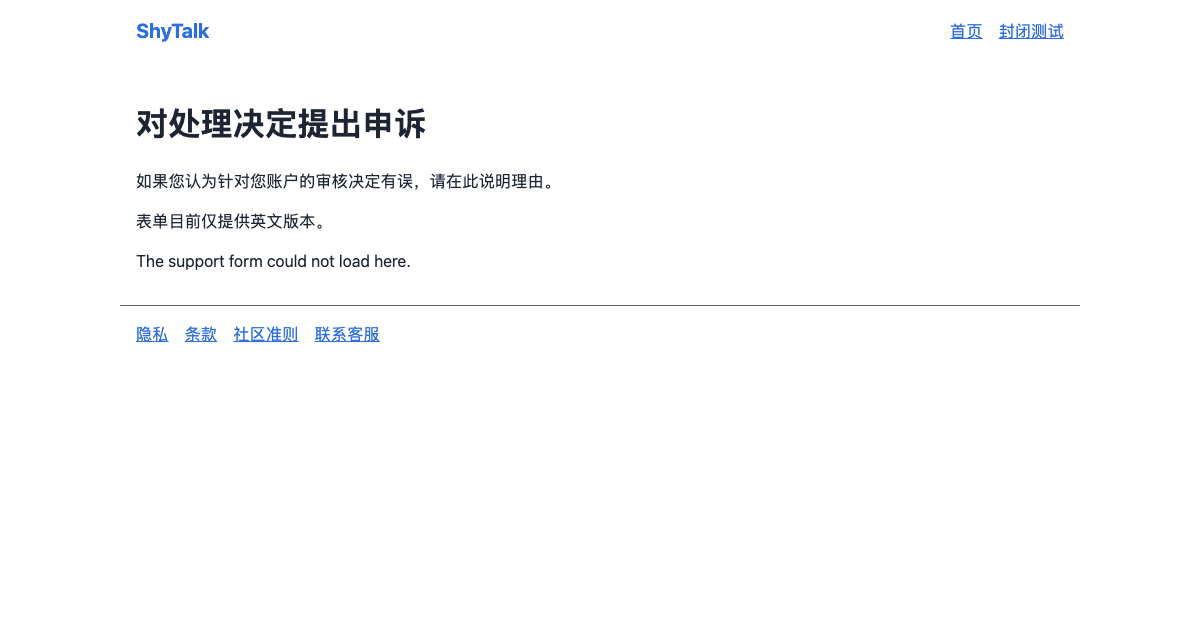 ShyTalk
首页 封闭测试
对处理决定提出申诉
如果您认为针对您账户的审核决定有误，请在此说明理由。
表单目前仅提供英文版本。
The support form could not load here.
隐私 条款 社区准则 联系客服